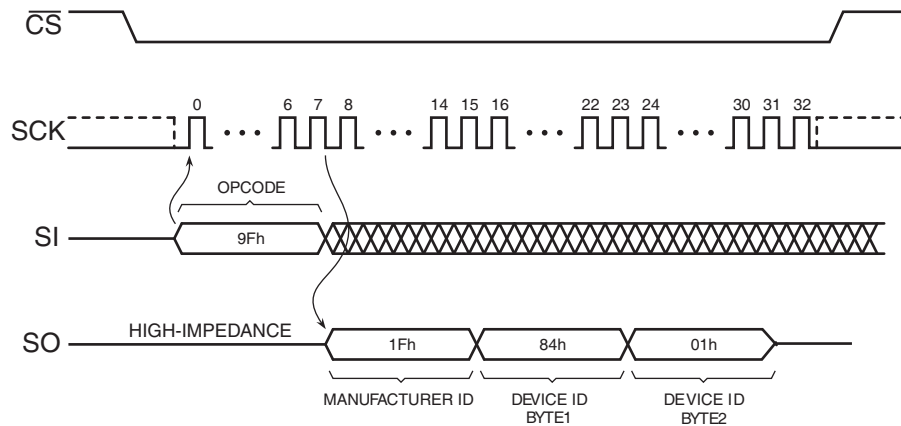 CS
0 6 7 8 14 15 16 22 23 24 30 31 32
SCK
OPCODE
SI
9Fh
HIGH-IMPEDANCE
SO
1Fh 84h 01h
MANUFACTURER ID DEVICE ID DEVICE ID
BYTE1 BYTE2